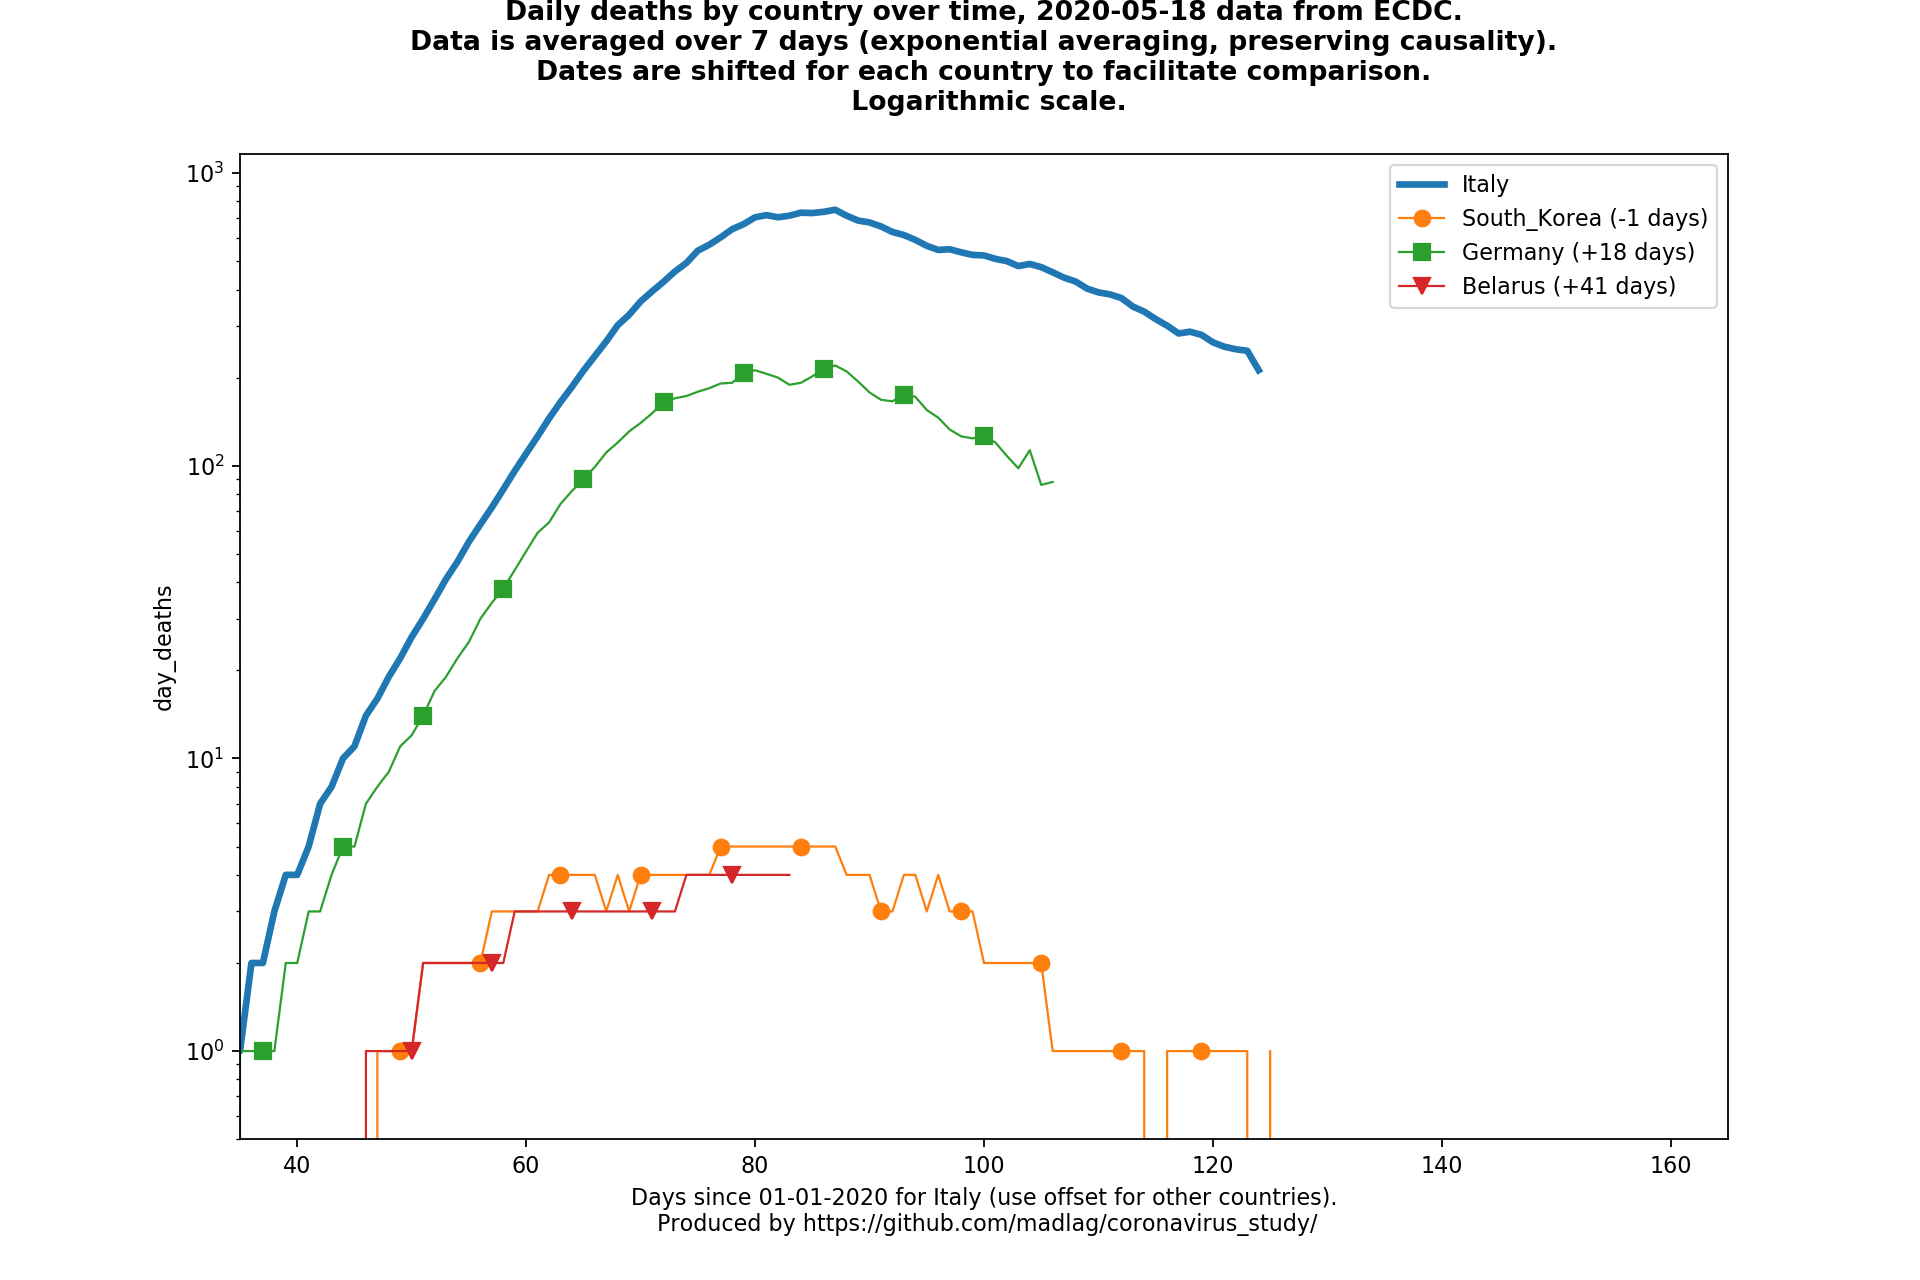 Daily deaths by country over time, 2020-05-18 data from ECDC.
Data is averaged over 7 days (exponential averaging, preserving causality).
Dates are shifted for each country to facilitate comparison.
Logarithmic scale.
Italy
South_Korea (-1 days)
Germany (+18 days)
Belarus (+41 days)
day_deaths
10³
10²
10¹
10⁰
40 60 80 100 120 140 160
Days since 01-01-2020 for Italy (use offset for other countries).
Produced by https://github.com/madlag/coronavirus_study/